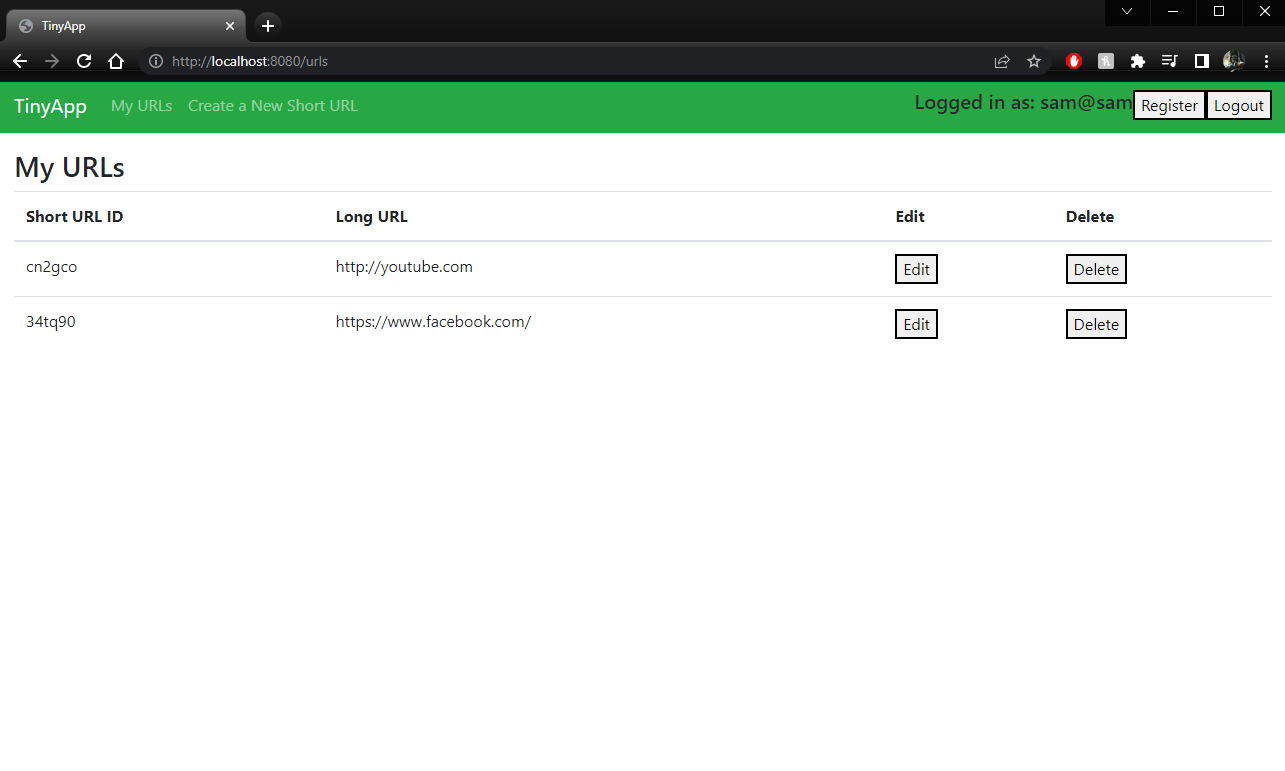 TinyApp
http://localhost:8080/urls
TinyApp My URLs Create a New Short URL Logged in as: sam@sam Register Logout
My URLs
Short URL ID Long URL Edit Delete
cn2gco http://youtube.com Edit Delete
34tq90 https://www.facebook.com/ Edit Delete